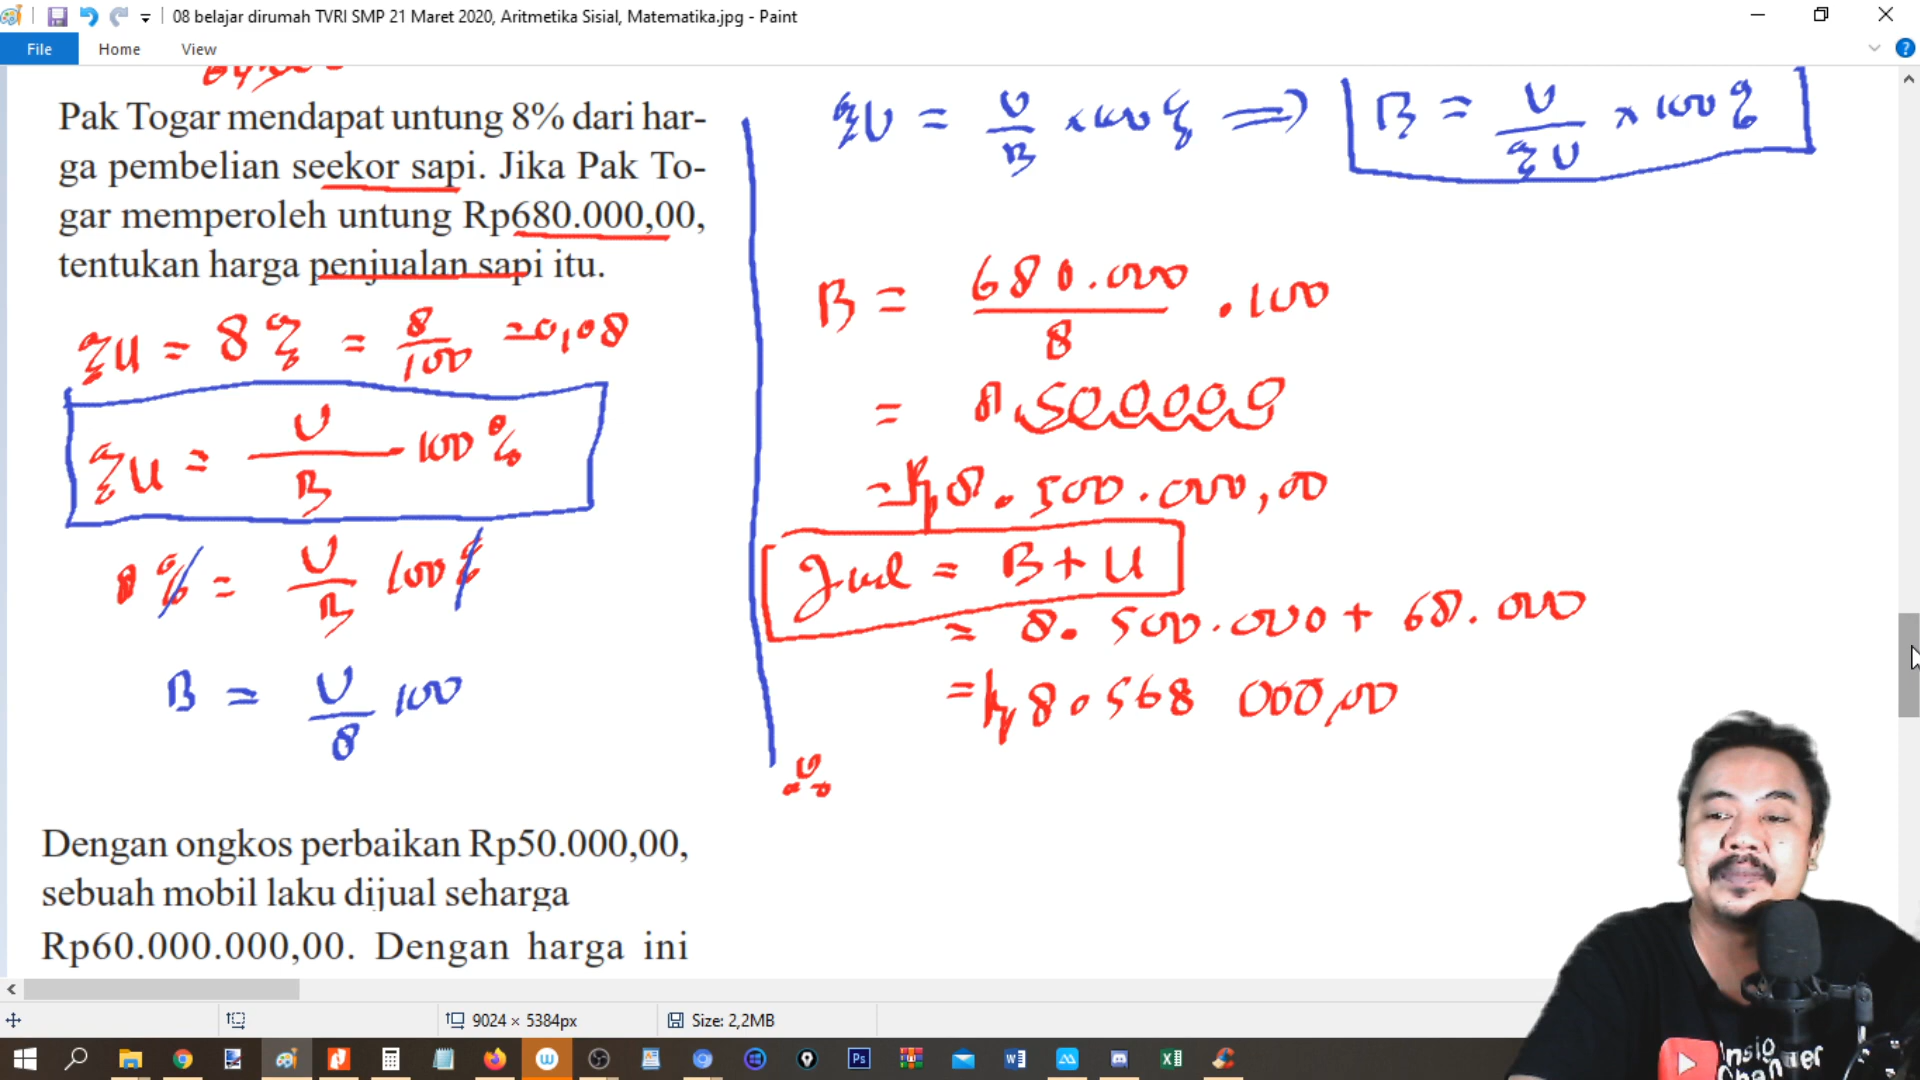 08 belajar dirumah TVRI SMP 21 Maret 2020, Aritmetika Sisial, Matematika.jpg - Paint
File Home View
Pak Togar mendapat untung 8% dari har-
ga pembelian seekor sapi. Jika Pak To-
gar memperoleh untung Rp680.000,00,
tentukan harga penjualan sapi itu.
%U = 8% = 8/100 = 0,08
%U = U/B · 100%
8% = U/B 100%
B = U/8 100
%U = U/B × 100% ⟹ B = U/%U × 100%
B = 680.000/8 . 100
= 8.500000
= Rp 8.500.000,00
Jual = B + U
= 8.500.000 + 68.000
= Rp 8.568 000,00
Dengan ongkos perbaikan Rp50.000,00,
sebuah mobil laku dijual seharga
Rp60.000.000,00. Dengan harga ini
9024 × 5384px
Size: 2,2MB